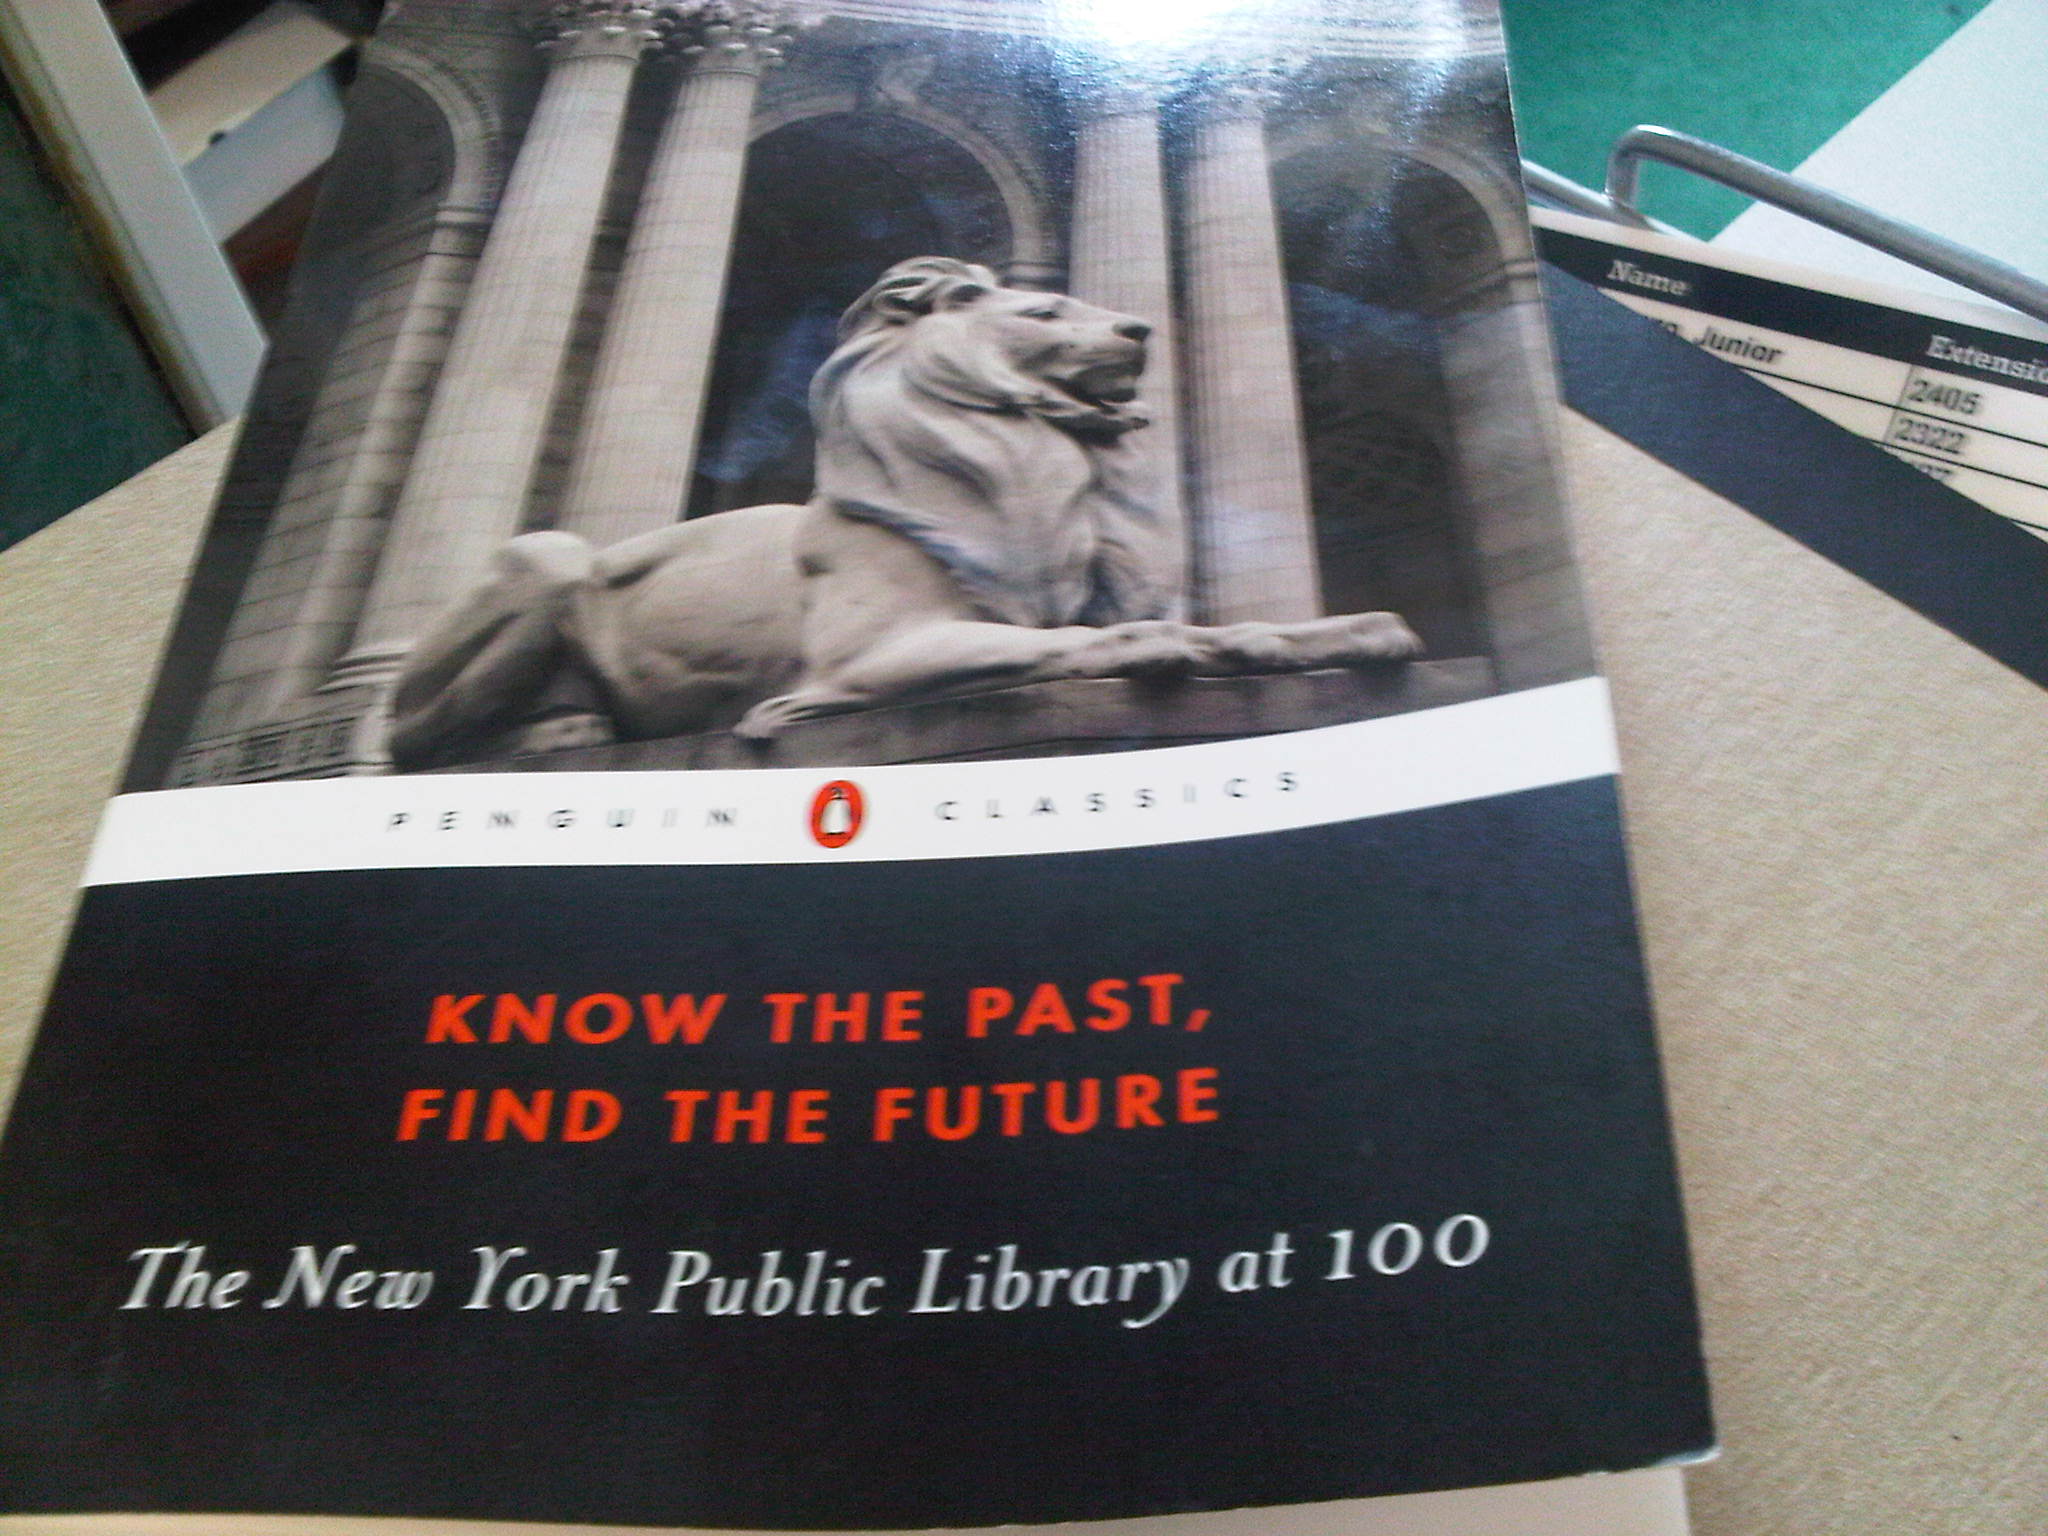 PENGUIN CLASSICS
KNOW THE PAST,
FIND THE FUTURE
The New York Public Library at 100
Name
Junior
2405
2322